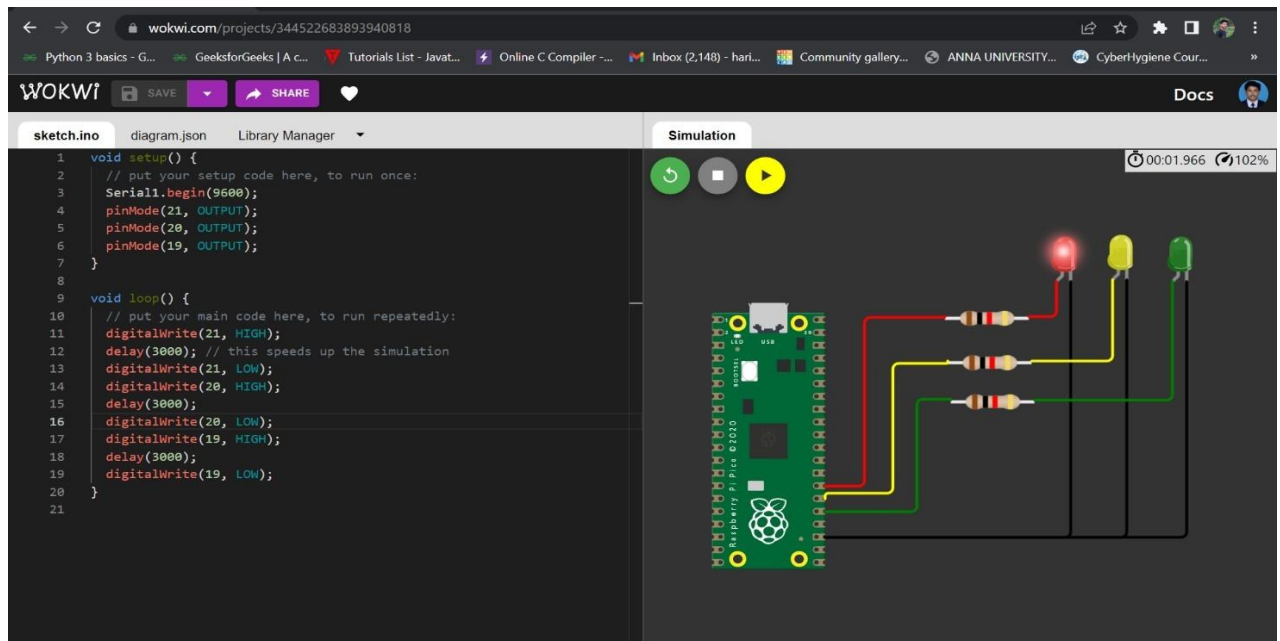 wokwi.com/projects/344522683893940818
Python 3 basics - G... GeeksforGeeks | A c... Tutorials List - Javat... Online C Compiler -... Inbox (2,148) - hari... Community gallery... ANNA UNIVERSITY... CyberHygiene Cour... »
WOKWi SAVE SHARE Docs
sketch.ino diagram.json Library Manager
1 void setup() {
2 // put your setup code here, to run once:
3 Serial1.begin(9600);
4 pinMode(21, OUTPUT);
5 pinMode(20, OUTPUT);
6 pinMode(19, OUTPUT);
7 }
8
9 void loop() {
10 // put your main code here, to run repeatedly:
11 digitalWrite(21, HIGH);
12 delay(3000); // this speeds up the simulation
13 digitalWrite(21, LOW);
14 digitalWrite(20, HIGH);
15 delay(3000);
16 digitalWrite(20, LOW);
17 digitalWrite(19, HIGH);
18 delay(3000);
19 digitalWrite(19, LOW);
20 }
21
Simulation
00:01.966 102%
LED USB
BOOTSEL
Raspberry Pi Pico ©2020